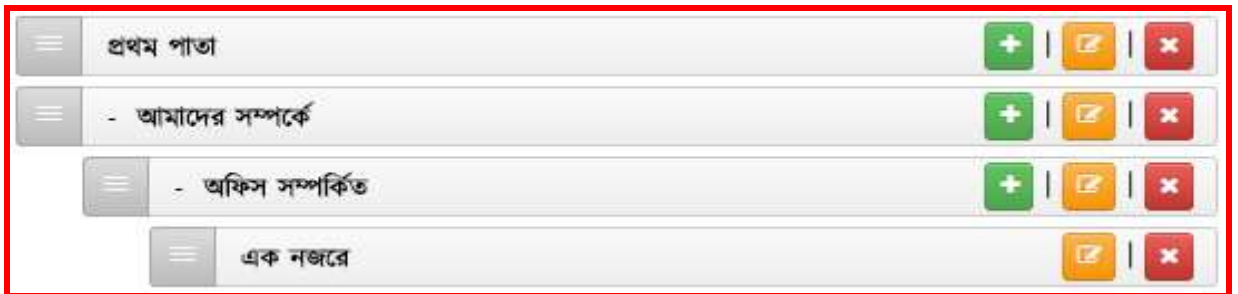 প্রথম পাতা
- আমাদের সম্পর্কে
- অফিস সম্পর্কিত
এক নজরে